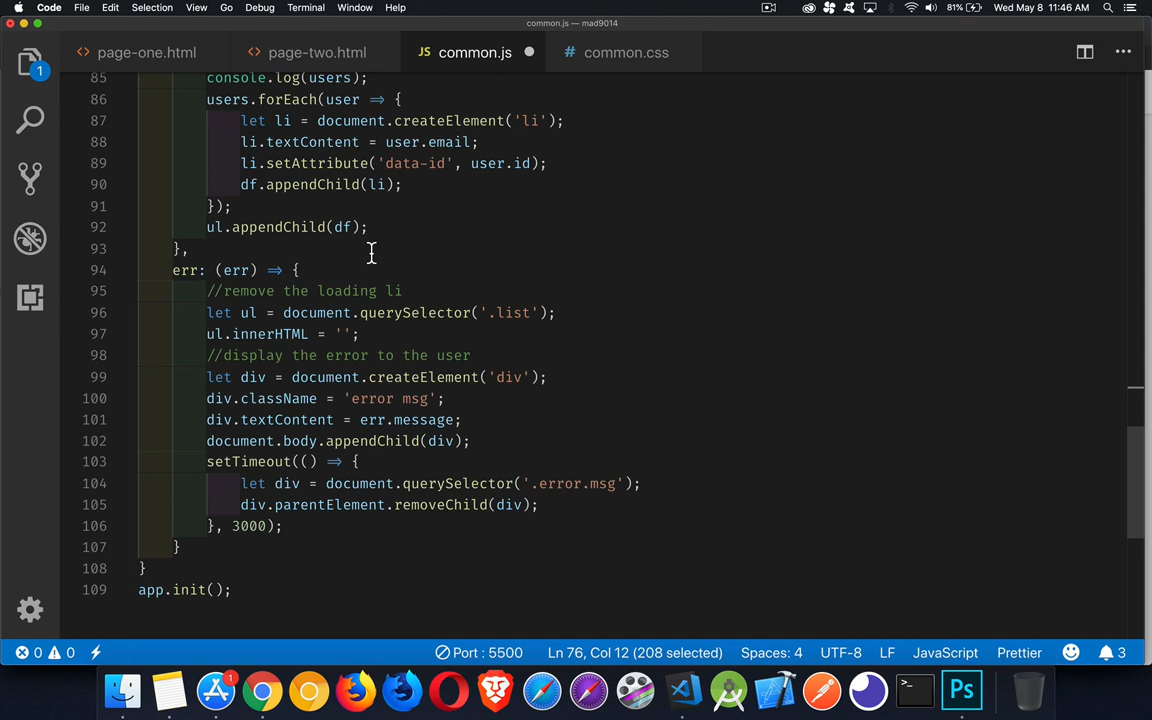 Code File Edit Selection View Go Debug Terminal Window Help 81% Wed May 8 11:46 AM
common.js — mad9014
page-one.html page-two.html JS common.js # common.css
85 console.log(users);
86 users.forEach(user => {
87 let li = document.createElement('li');
88 li.textContent = user.email;
89 li.setAttribute('data-id', user.id);
90 df.appendChild(li);
91 });
92 ul.appendChild(df);
93 },
94 err: (err) => {
95 //remove the loading li
96 let ul = document.querySelector('.list');
97 ul.innerHTML = '';
98 //display the error to the user
99 let div = document.createElement('div');
100 div.className = 'error msg';
101 div.textContent = err.message;
102 document.body.appendChild(div);
103 setTimeout(() => {
104 let div = document.querySelector('.error.msg');
105 div.parentElement.removeChild(div);
106 }, 3000);
107 }
108 }
109 app.init();
1
0 0 Port : 5500 Ln 76, Col 12 (208 selected) Spaces: 4 UTF-8 LF JavaScript Prettier 3
1 >_ Ps